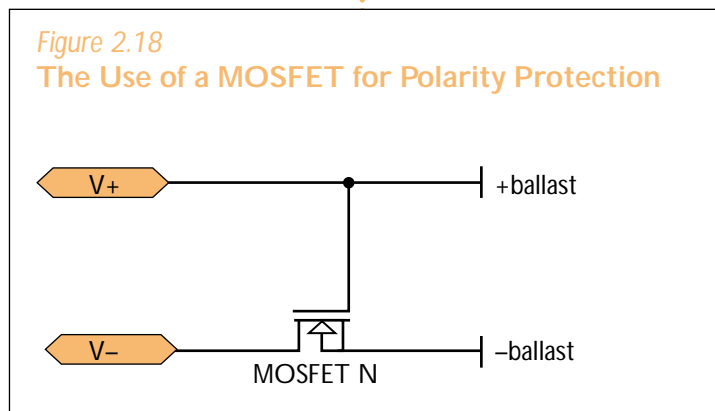 Figure 2.18
The Use of a MOSFET for Polarity Protection
V+
+ballast
V–
–ballast
MOSFET N